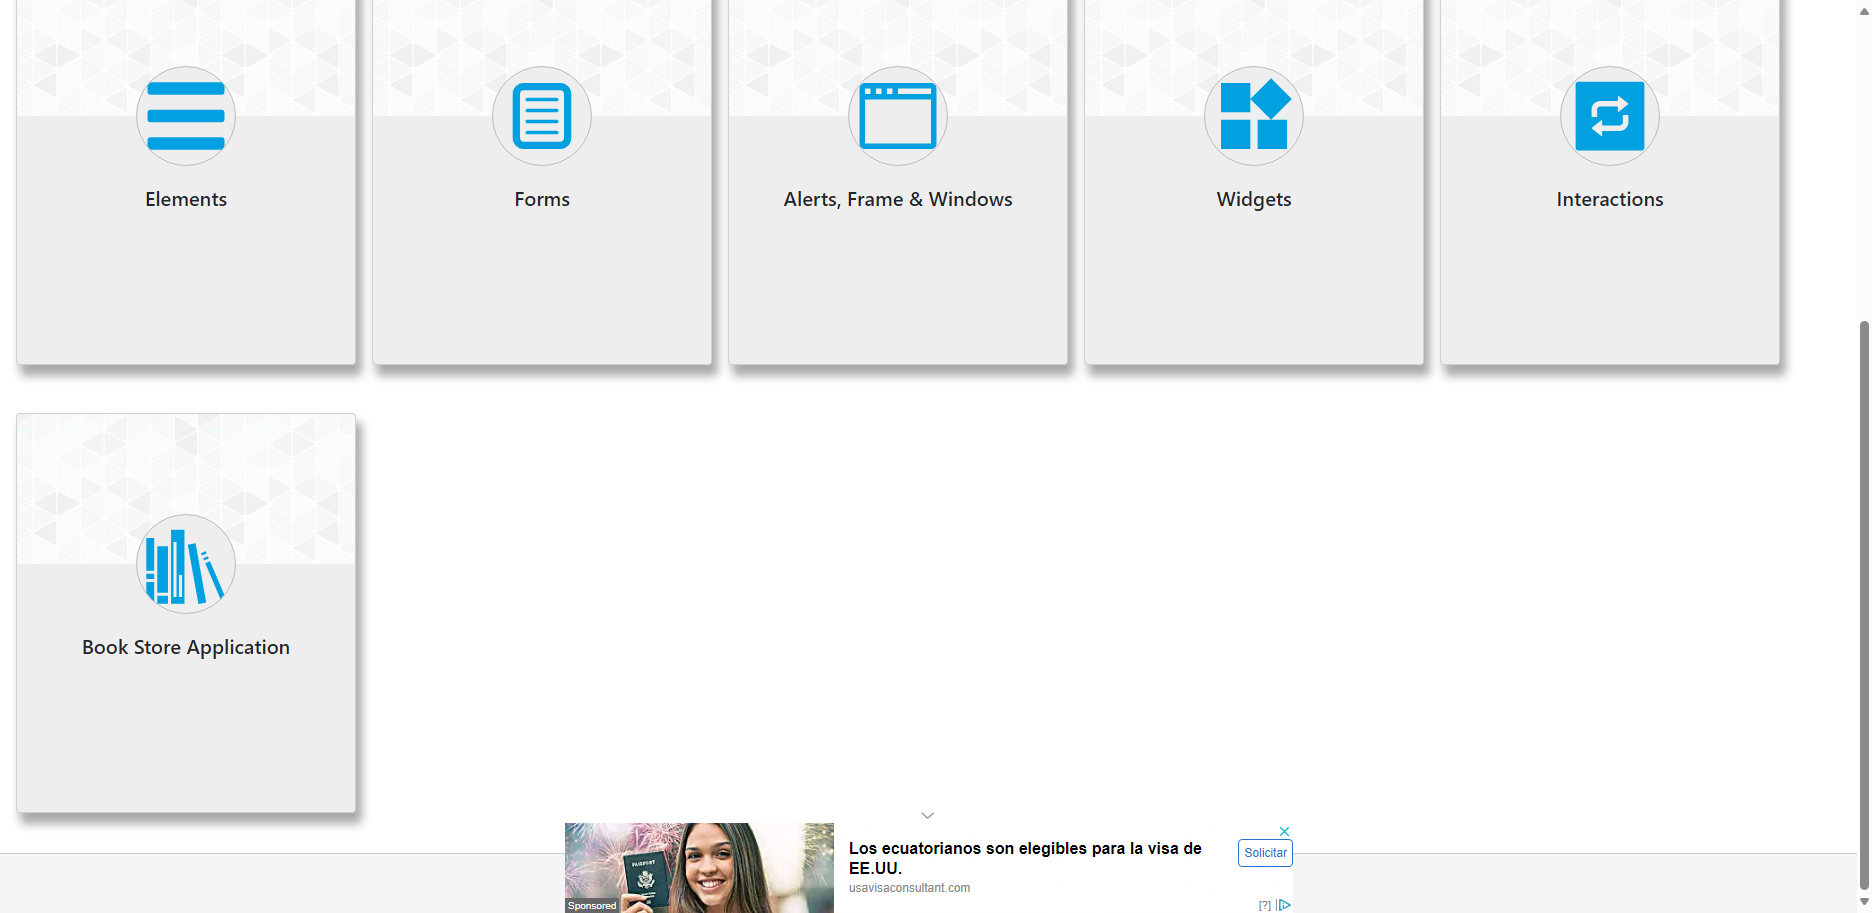 Elements
Forms
Alerts, Frame & Windows
Widgets
Interactions
Book Store Application
PASSPORT
Sponsored
Los ecuatorianos son elegibles para la visa de
EE.UU.
usavisaconsultant.com
Solicitar
[?]